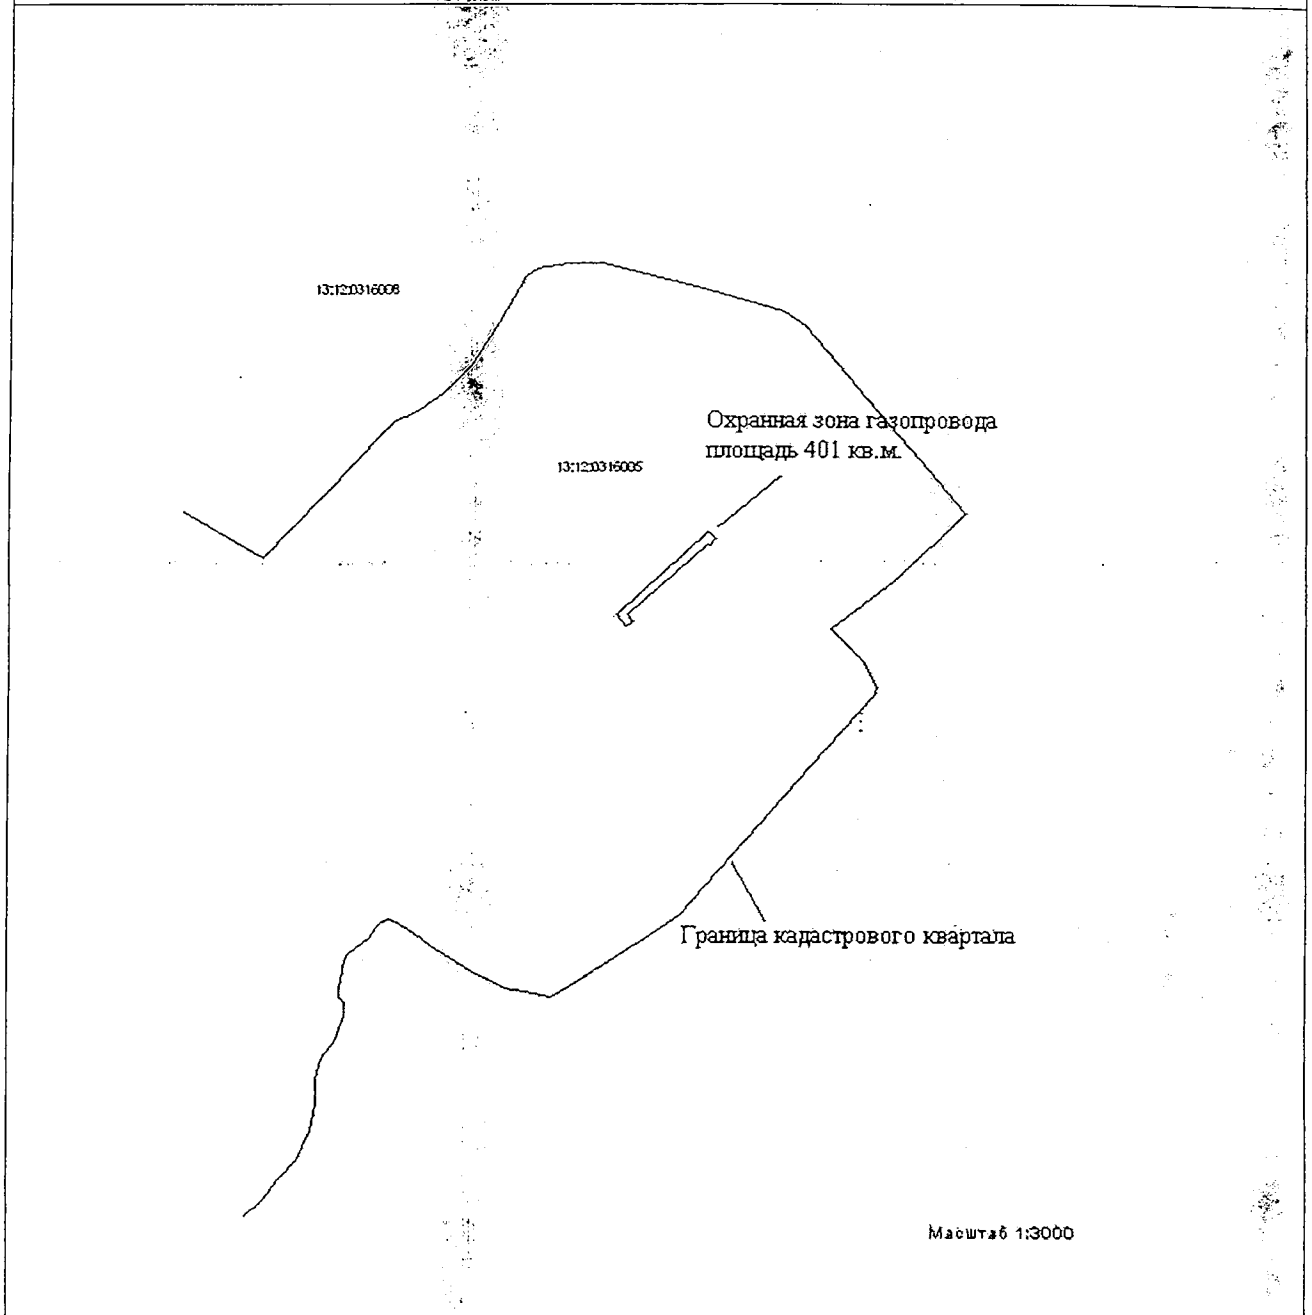 13:12:0316008
Охранная зона газопровода
площадь 401 кв.м.
13:12:0316005
Граница кадастрового квартала
Масштаб 1:3000